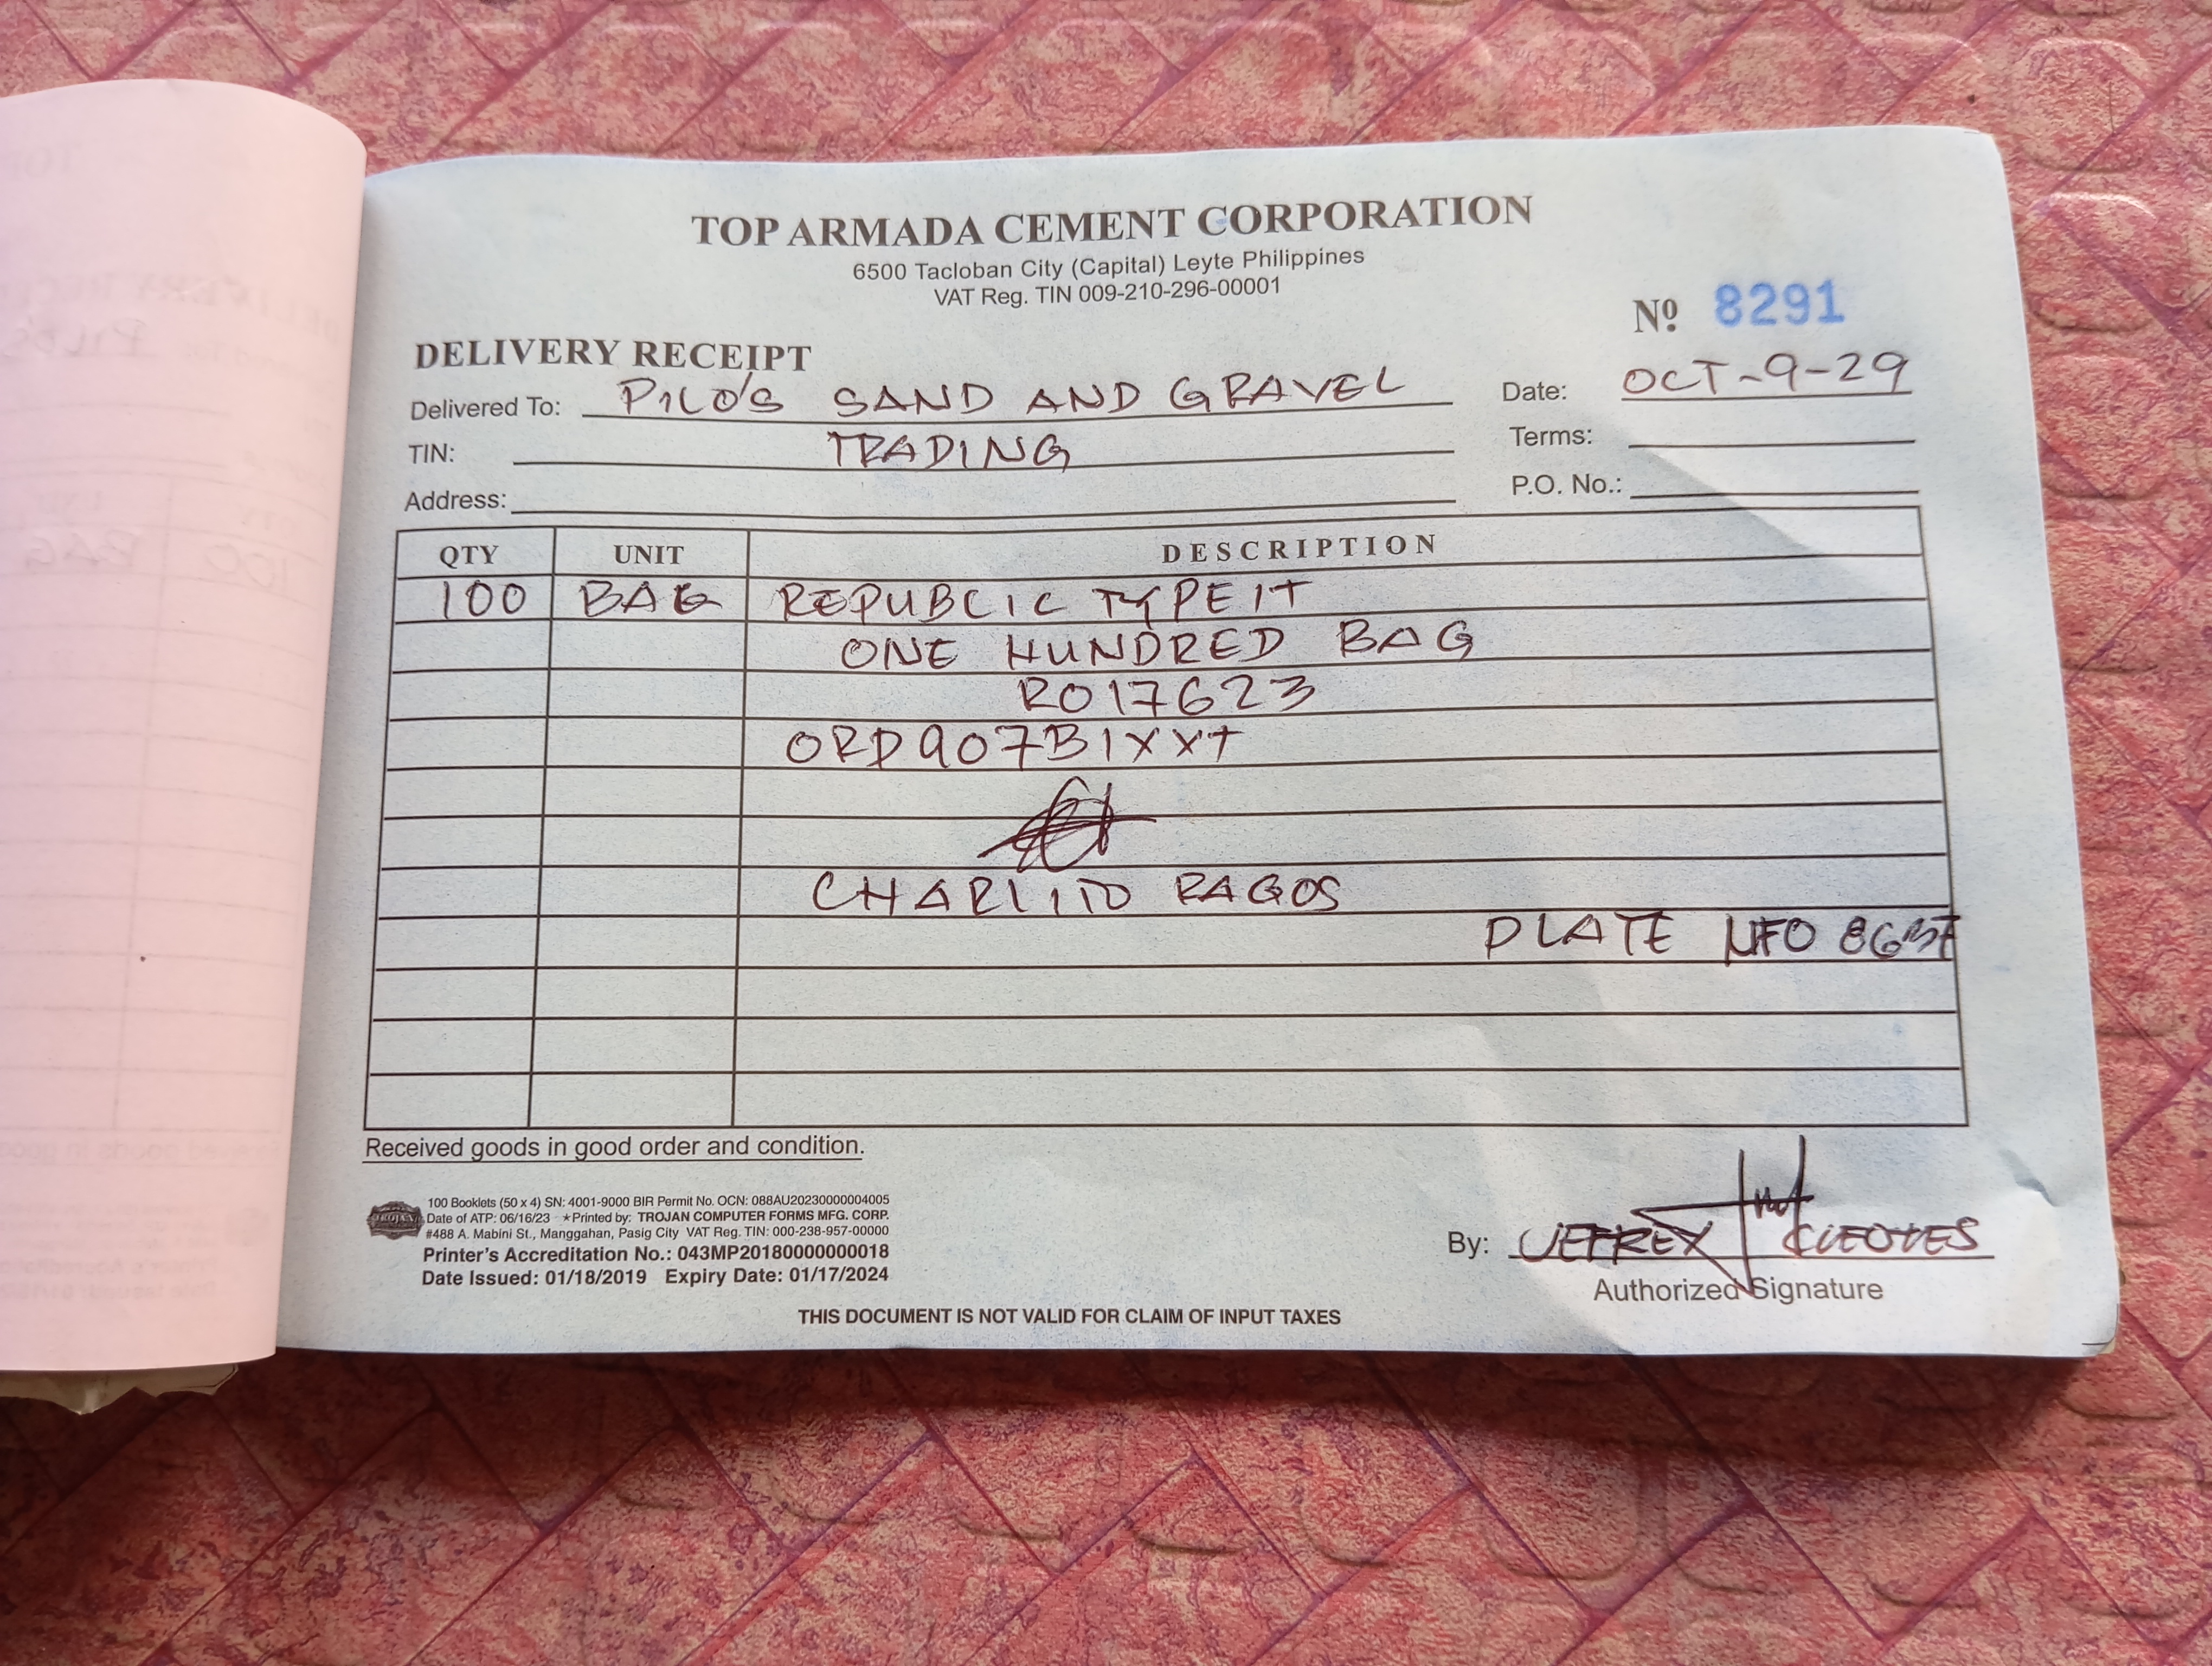 TOP ARMADA CEMENT CORPORATION
6500 Tacloban City (Capital) Leyte Philippines
VAT Reg. TIN 009-210-296-00001
Nº 8291
DELIVERY RECEIPT
Delivered To: PILO'S SAND AND GRAVEL
Date: OCT-9-29
TIN: TRADING
Terms:
Address:
P.O. No.:
QTY UNIT DESCRIPTION
100 BAG REPUBLIC TYPE 1T
ONE HUNDRED BAG
RO17623
ORD907B1XXT
CHARLITO RAGOS
PLATE NFO
Received goods in good order and condition.
100 Booklets (50 x 4) SN: 4001-9000 BIR Permit No. OCN: 088AU20230000004005
Date of ATP: 06/16/23 ★Printed by: TROJAN COMPUTER FORMS MFG. CORP.
#488 A. Mabini St., Manggahan, Pasig City VAT Reg. TIN: 000-238-957-00000
Printer's Accreditation No.: 043MP20180000000018
Date Issued: 01/18/2019 Expiry Date: 01/17/2024
TROJAN
By: JEFREY
Authorized Signature
THIS DOCUMENT IS NOT VALID FOR CLAIM OF INPUT TAXES